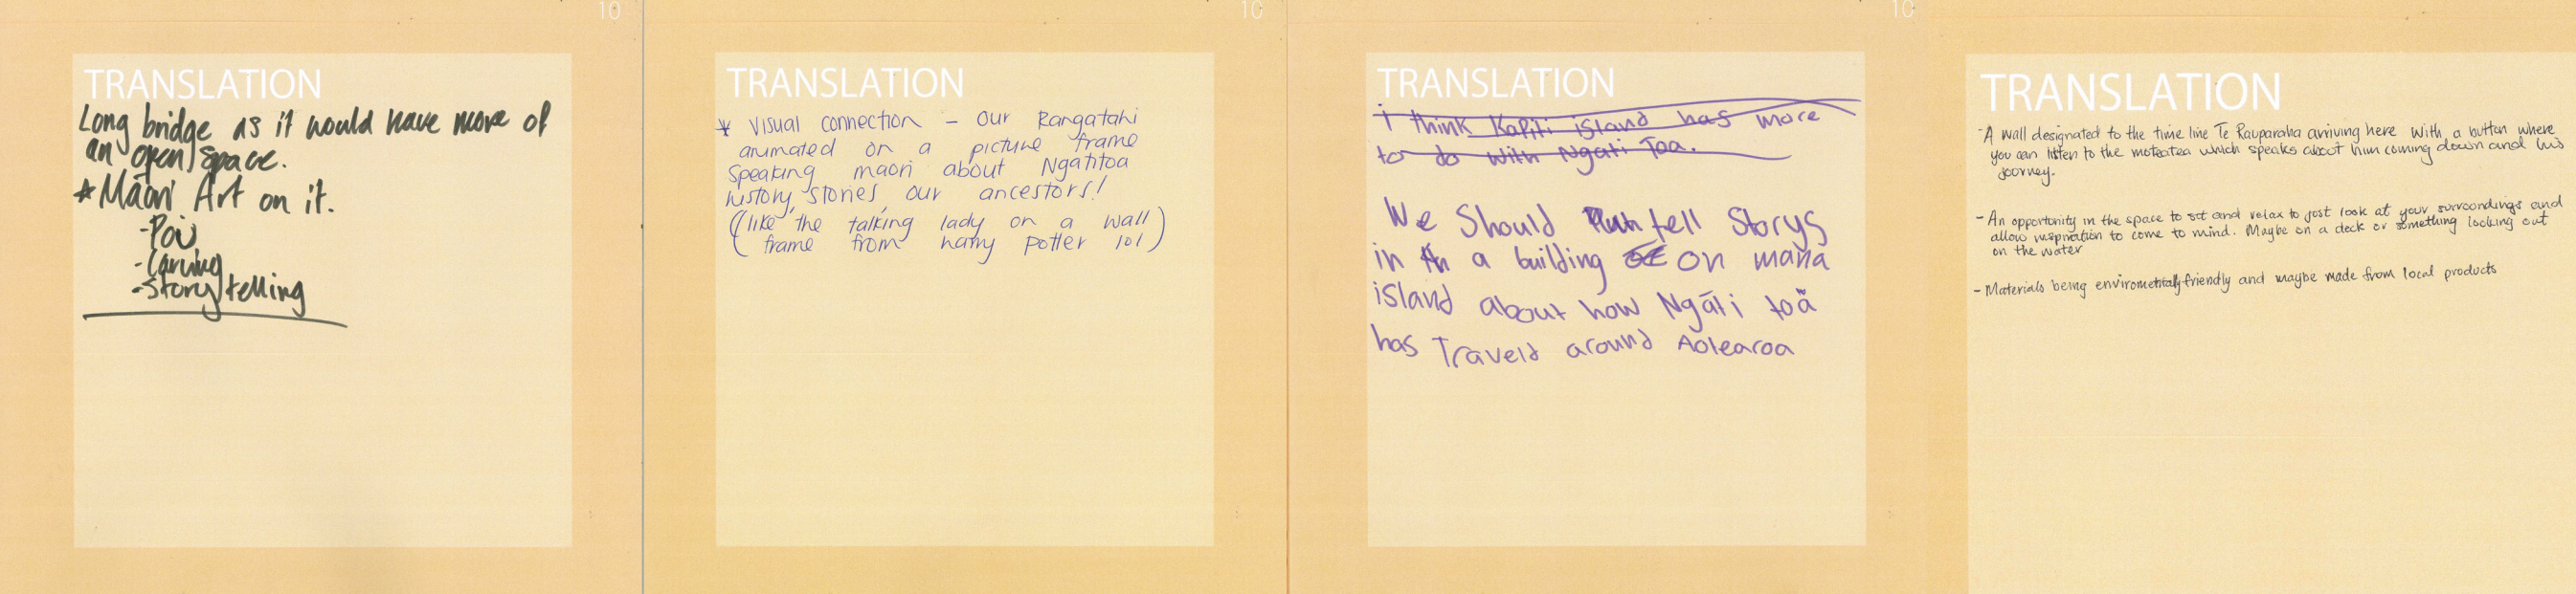 10
TRANSLATION
Long bridge as it would have more of
an open space.
* Māori Art on it.
- Poū
- Carving
- Story telling
10
TRANSLATION
* Visual connection - our Rangatahi
animated on a picture frame
speaking maori about Ngatitoa
history, stories, our ancestors!
(like the talking lady on a wall
frame from harry potter lol)
10
TRANSLATION
i think Kapiti island has more
to do with Ngati Toa.
We Should tell Storys
in a building on mana
island about how Ngāti toā
has Traveld around Aotearoa
TRANSLATION
- A wall designated to the time line Te Rauparaha arriving here with a button where
you can listen to the moteatea which speaks about him coming down and his
journey.
- An opportunity in the space to sit and relax to just look at your surroundings and
allow inspiration to come to mind. Maybe on a deck or something looking out
on the water
- Materials being enviromentally friendly and maybe made from local products